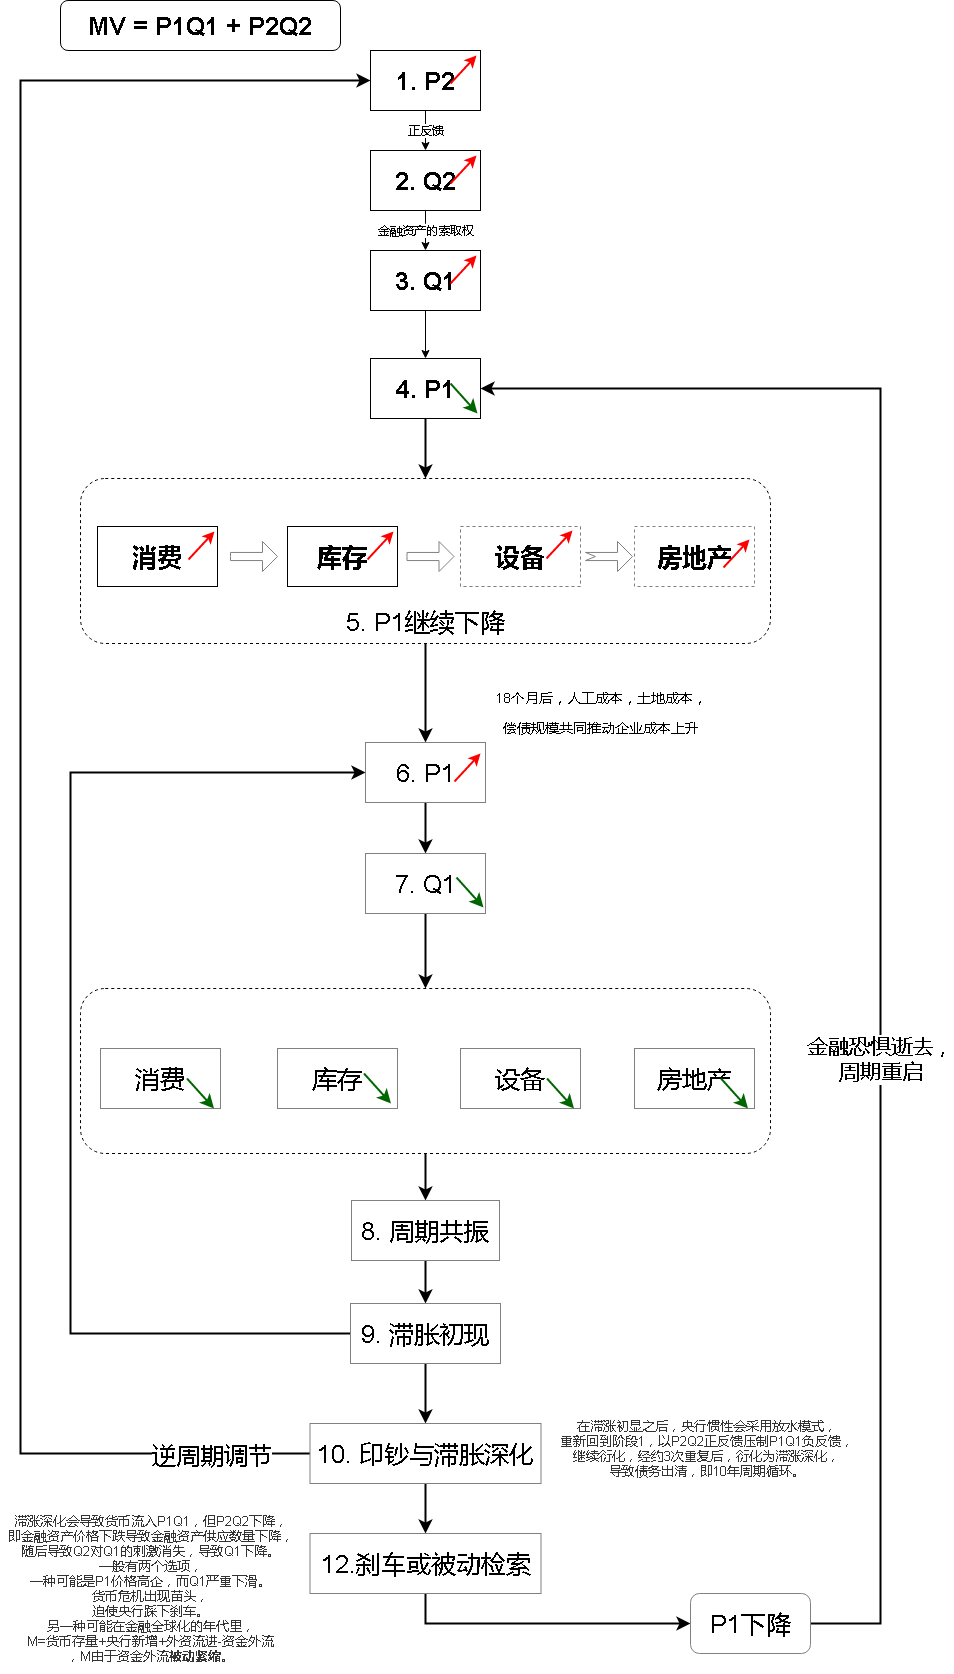 MV = P1Q1 + P2Q2
1. P2
正反馈
2. Q2
金融资产的索取权
3. Q1
4. P1
消费
库存
设备
房地产
5. P1继续下降
18个月后，人工成本，土地成本，
偿债规模共同推动企业成本上升
6. P1
7. Q1
金融恐惧逝去，
周期重启
消费
库存
设备
房地产
8. 周期共振
9. 滞胀初现
逆周期调节
10. 印钞与滞胀深化
在滞涨初显之后，央行惯性会采用放水模式，
重新回到阶段1，以P2Q2正反馈压制P1Q1负反馈，
继续衍化，经约3次重复后，衍化为滞涨深化，
导致债务出清，即10年周期循环。
滞涨深化会导致货币流入P1Q1，但P2Q2下降，
即金融资产价格下跌导致金融资产供应数量下降，
随后导致Q2对Q1的刺激消失，导致Q1下降。
一般有两个选项，
一种可能是P1价格高企，而Q1严重下滑。
货币危机出现苗头，
迫使央行踩下刹车。
另一种可能在金融全球化的年代里，
M=货币存量+央行新增+外资流进-资金外流
，M由于资金外流被动紧缩。
12.刹车或被动检索
P1下降